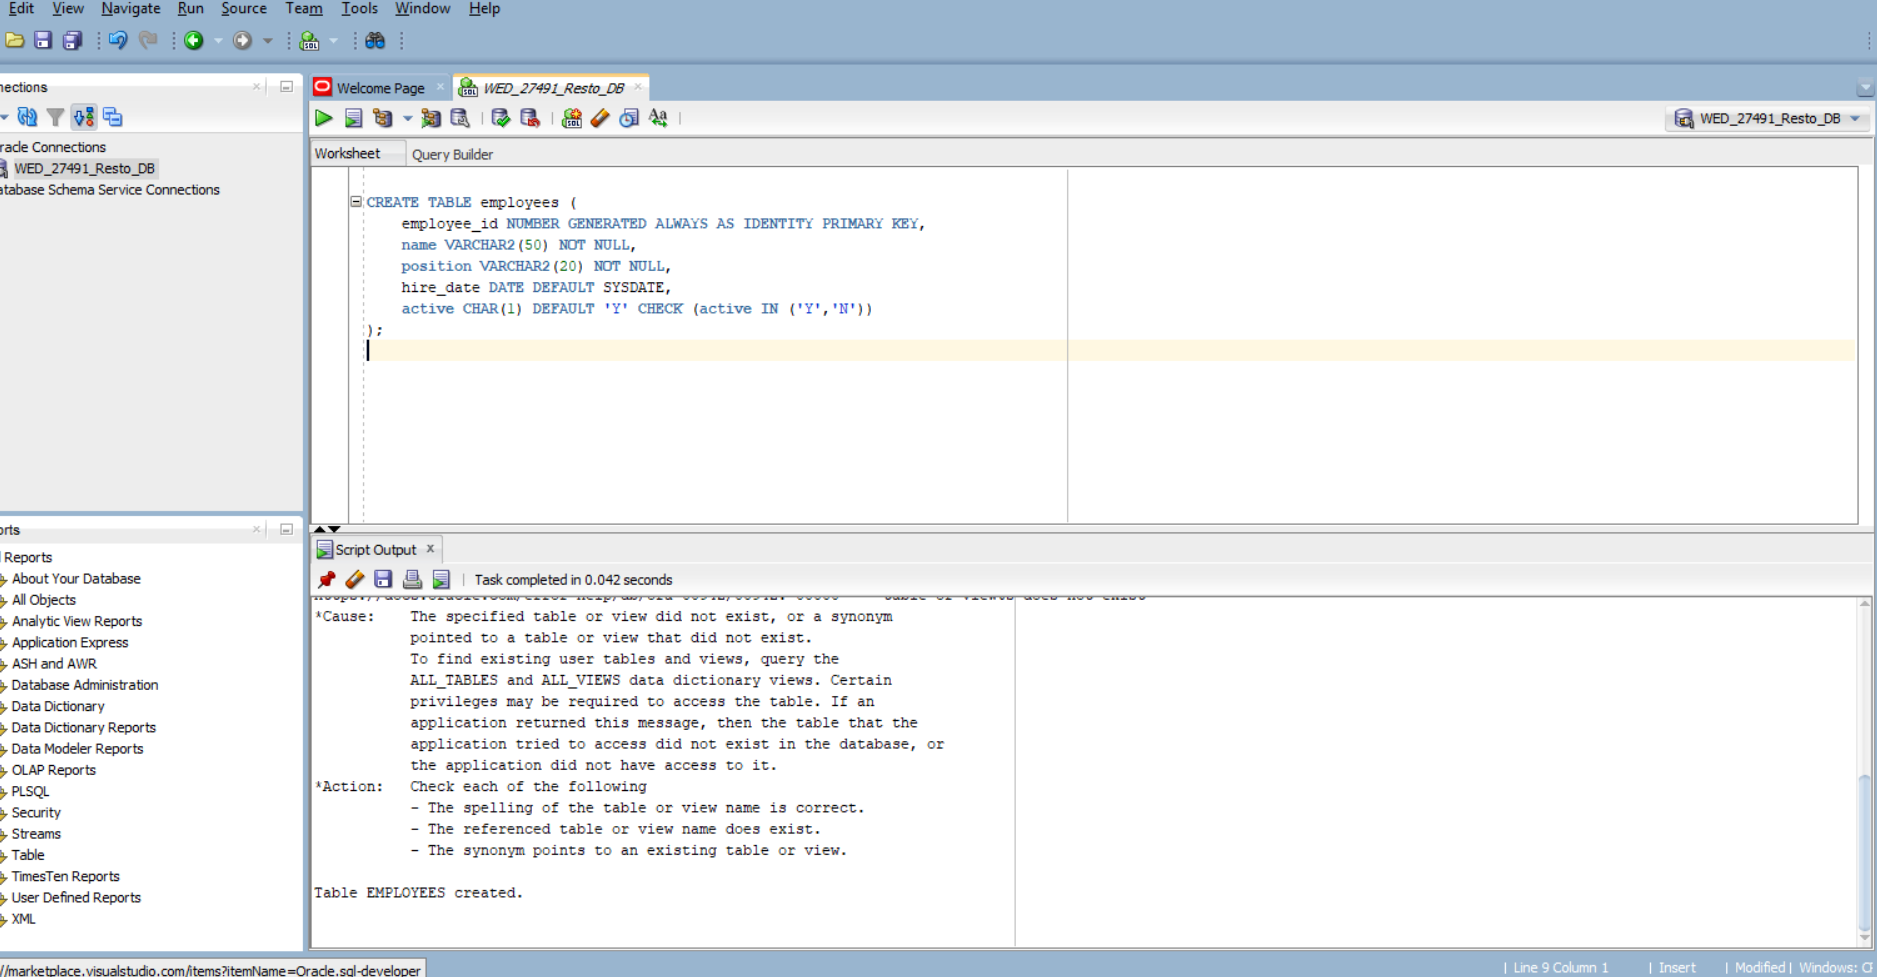 Edit View Navigate Run Source Team Tools Window Help
nections
Welcome Page
WED_27491_Resto_DB
WED_27491_Resto_DB
racle Connections
WED_27491_Resto_DB
atabase Schema Service Connections
Worksheet Query Builder
CREATE TABLE employees (
employee_id NUMBER GENERATED ALWAYS AS IDENTITY PRIMARY KEY,
name VARCHAR2(50) NOT NULL,
position VARCHAR2(20) NOT NULL,
hire_date DATE DEFAULT SYSDATE,
active CHAR(1) DEFAULT 'Y' CHECK (active IN ('Y','N'))
);
orts
l Reports
About Your Database
All Objects
Analytic View Reports
Application Express
ASH and AWR
Database Administration
Data Dictionary
Data Dictionary Reports
Data Modeler Reports
OLAP Reports
PLSQL
Security
Streams
Table
TimesTen Reports
User Defined Reports
XML
Script Output
Task completed in 0.042 seconds
*Cause: The specified table or view did not exist, or a synonym
pointed to a table or view that did not exist.
To find existing user tables and views, query the
ALL_TABLES and ALL_VIEWS data dictionary views. Certain
privileges may be required to access the table. If an
application returned this message, then the table that the
application tried to access did not exist in the database, or
the application did not have access to it.
*Action: Check each of the following
- The spelling of the table or view name is correct.
- The referenced table or view name does exist.
- The synonym points to an existing table or view.
Table EMPLOYEES created.
//marketplace.visualstudio.com/items?itemName=Oracle.sql-developer
| Line 9 Column 1 | Insert | Modified | Windows: C